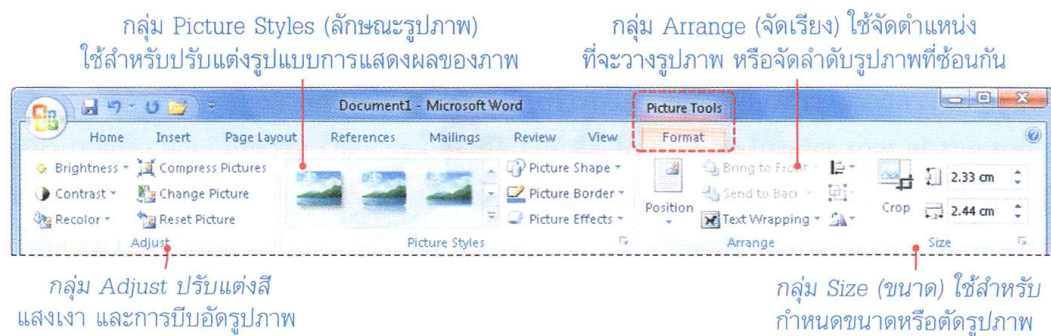 กลุ่ม Picture Styles (ลักษณะรูปภาพ)
ใช้สำหรับปรับแต่งรูปแบบการแสดงผลของภาพ
กลุ่ม Arrange (จัดเรียง) ใช้จัดตำแหน่ง
ที่จะวางรูปภาพ หรือจัดลำดับรูปภาพที่ซ้อนกัน
Document1 - Microsoft Word
Picture Tools
Home Insert Page Layout References Mailings Review View Format
Brightness Compress Pictures Picture Shape Bring to Front 2.33 cm
Contrast Change Picture Picture Border Send to Back
Recolor Reset Picture Picture Effects Position Text Wrapping Crop 2.44 cm
Adjust Picture Styles Arrange Size
กลุ่ม Adjust ปรับแต่งสี
แสงเงา และการบีบอัดรูปภาพ
กลุ่ม Size (ขนาด) ใช้สำหรับ
กำหนดขนาดหรือตัดรูปภาพ